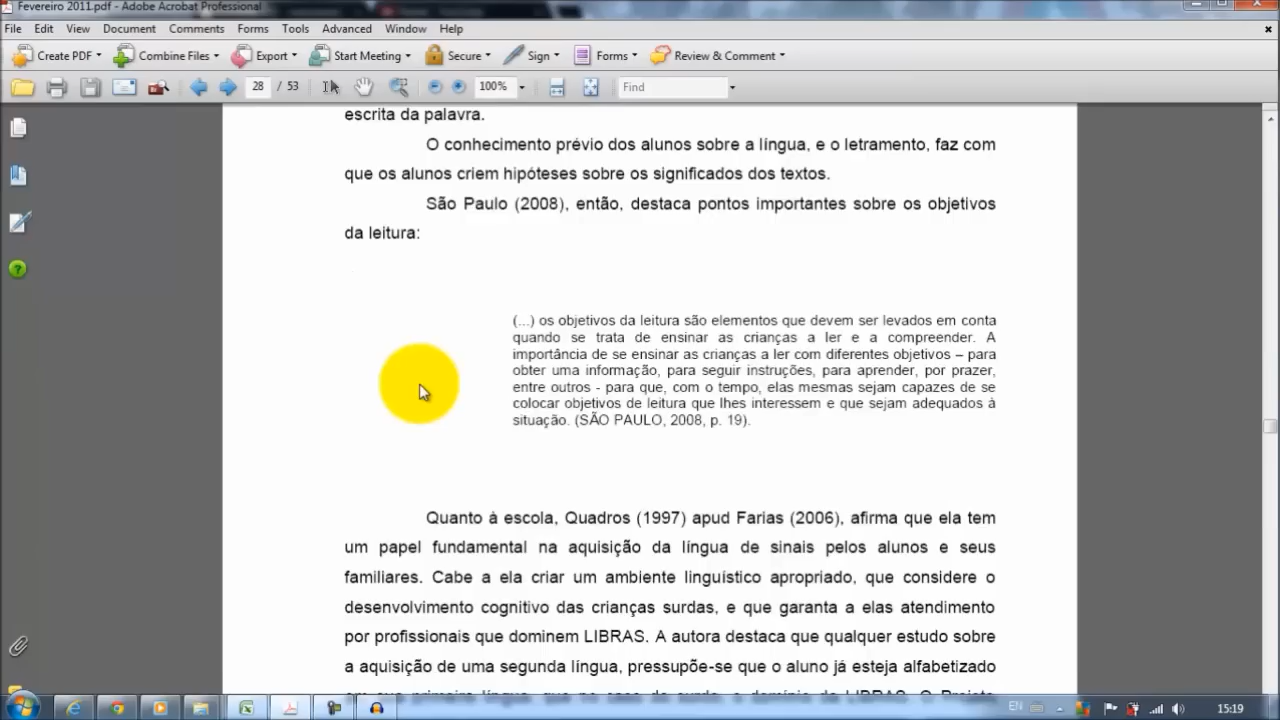 Fevereiro 2011.pdf - Adobe Acrobat Professional
File Edit View Document Comments Forms Tools Advanced Window Help
Create PDF Combine Files Export Start Meeting Secure Sign Forms Review & Comment
28 / 53 100% Find
escrita da palavra.
O conhecimento prévio dos alunos sobre a língua, e o letramento, faz com
que os alunos criem hipóteses sobre os significados dos textos.
São Paulo (2008), então, destaca pontos importantes sobre os objetivos
da leitura:
(...) os objetivos da leitura são elementos que devem ser levados em conta
quando se trata de ensinar as crianças a ler e a compreender. A
importância de se ensinar as crianças a ler com diferentes objetivos – para
obter uma informação, para seguir instruções, para aprender, por prazer,
entre outros - para que, com o tempo, elas mesmas sejam capazes de se
colocar objetivos de leitura que lhes interessem e que sejam adequados à
situação. (SÃO PAULO, 2008, p. 19).
Quanto à escola, Quadros (1997) apud Farias (2006), afirma que ela tem
um papel fundamental na aquisição da língua de sinais pelos alunos e seus
familiares. Cabe a ela criar um ambiente linguístico apropriado, que considere o
desenvolvimento cognitivo das crianças surdas, e que garanta a elas atendimento
por profissionais que dominem LIBRAS. A autora destaca que qualquer estudo sobre
a aquisição de uma segunda língua, pressupõe-se que o aluno já esteja alfabetizado
EN 15:19